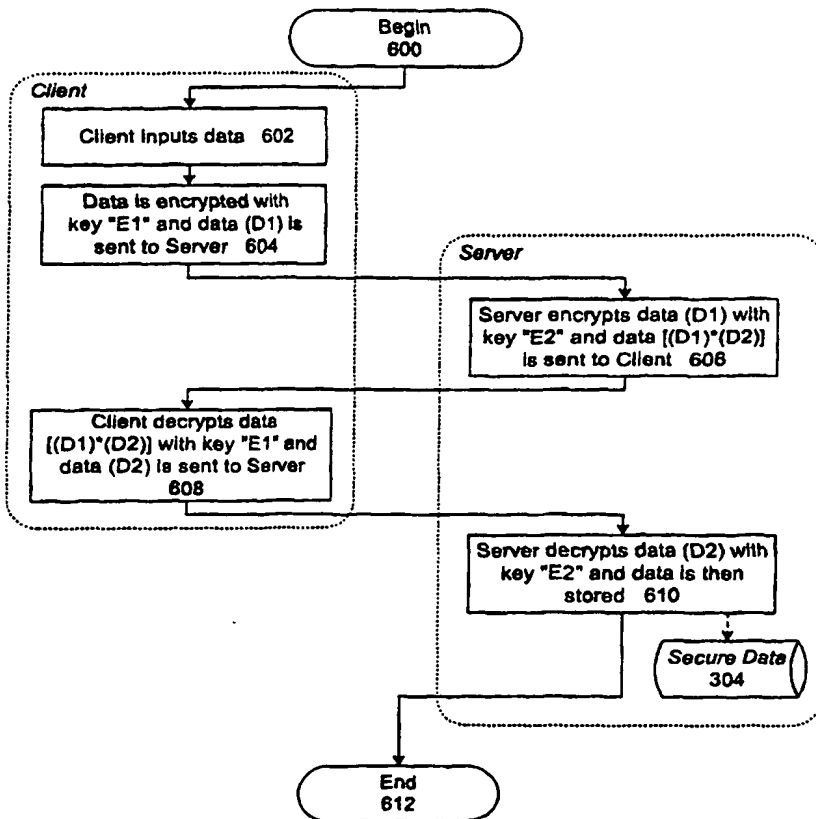 Begin
600
Client
Client Inputs data 602
Data is encrypted with
key "E1" and data (D1) is
sent to Server 604
Server
Server encrypts data (D1) with
key "E2" and data [(D1)*(D2)]
is sent to Client 606
Client decrypts data
[(D1)*(D2)] with key "E1" and
data (D2) is sent to Server
608
Server decrypts data (D2) with
key "E2" and data is then
stored 610
Secure Data
304
End
612